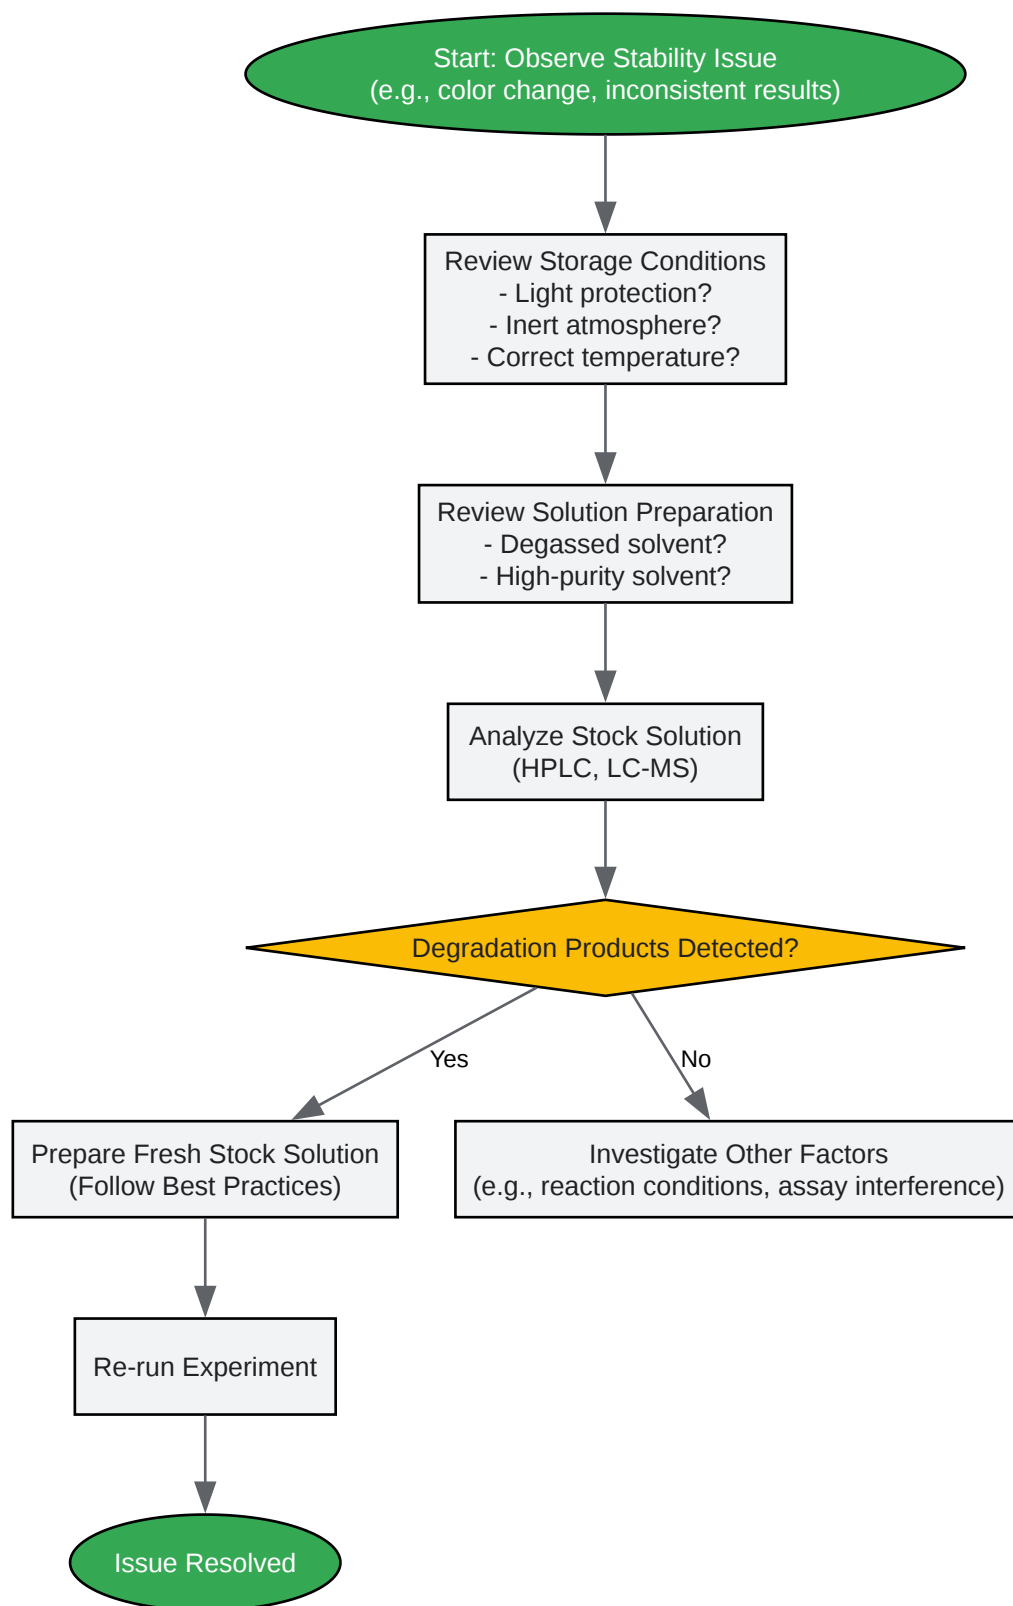 Start: Observe Stability Issue
(e.g., color change, inconsistent results)
Review Storage Conditions
- Light protection?
- Inert atmosphere?
- Correct temperature?
Review Solution Preparation
- Degassed solvent?
- High-purity solvent?
Analyze Stock Solution
(HPLC, LC-MS)
Degradation Products Detected?
Yes
No
Prepare Fresh Stock Solution
(Follow Best Practices)
Investigate Other Factors
(e.g., reaction conditions, assay interference)
Re-run Experiment
Issue Resolved